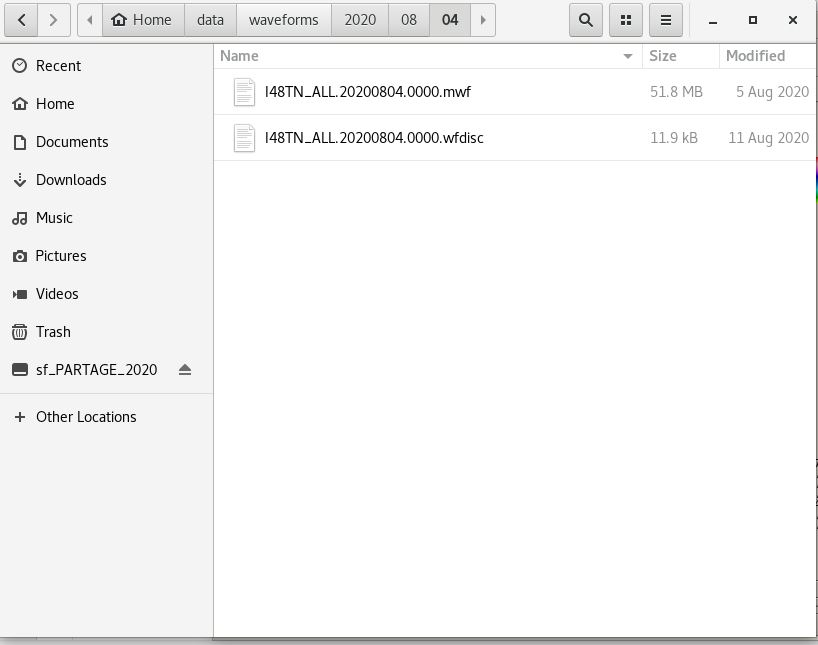 Home data waveforms 2020 08 04
Name Size Modified
Recent
Home
Documents
Downloads
Music
Pictures
Videos
Trash
sf_PARTAGE_2020
Other Locations
I48TN_ALL.20200804.0000.mwf 51.8 MB 5 Aug 2020
I48TN_ALL.20200804.0000.wfdisc 11.9 kB 11 Aug 2020